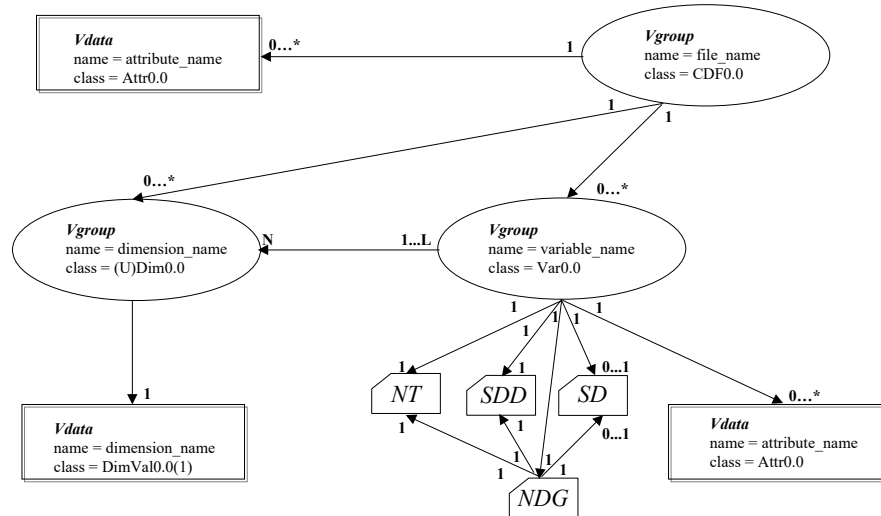 Vdata
name = attribute_name
class = Attr0.0
0…*
1
Vgroup
name = file_name
class = CDF0.0
1
1
0…*
0…*
Vgroup
name = dimension_name
class = (U)Dim0.0
N
1...L
Vgroup
name = variable_name
class = Var0.0
1
1
1
1
1
1
1
0...1
NT
SDD
SD
1
1
0...1
1
1
1
1
NDG
1
Vdata
name = dimension_name
class = DimVal0.0(1)
0…*
Vdata
name = attribute_name
class = Attr0.0